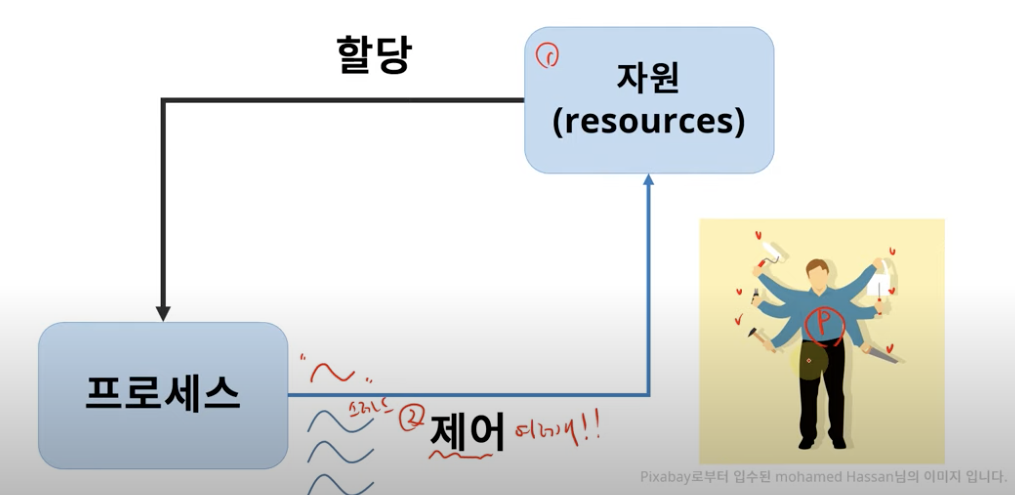 할당
자원
(resources)
프로세스
스레드
② 제어 여러개!!
P
Pixabay로부터 입수된 mohamed Hassan님의 이미지 입니다.